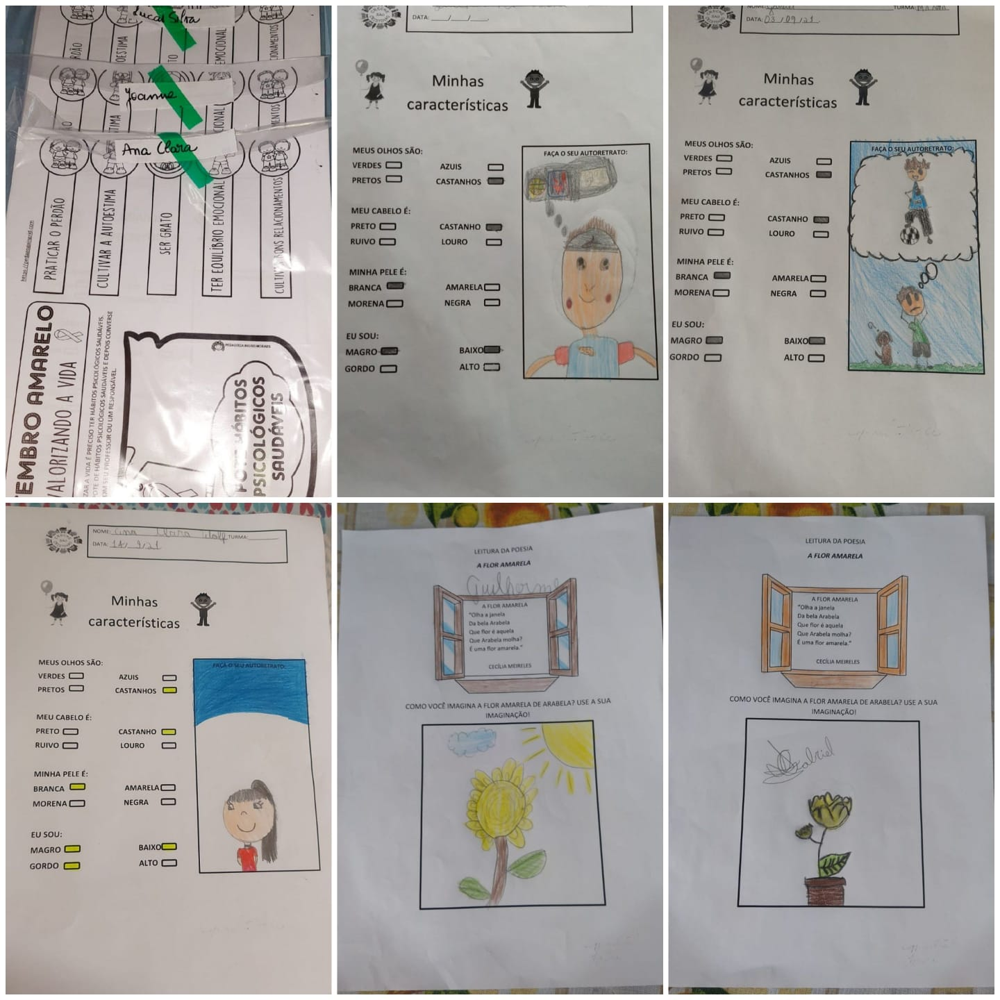 Lucas Silva
Joanne
Ana Clara
PRATICAR O PERDÃO
CULTIVAR A AUTOESTIMA
SER GRATO
TER EQUILÍBRIO EMOCIONAL
CULTIVAR BONS RELACIONAMENTOS
EMBRO AMARELO
VALORIZANDO A VIDA
ZAR A VIDA É PRECISO TER HÁBITOS PSICOLÓGICOS SAUDÁVEIS.
POTE DE HÁBITOS PSICOLÓGICOS SAUDÁVEIS E DEPOIS CONVERSE
OM SEU PROFESSOR OU UM RESPONSÁVEL.
PEDAGOGA INGRID MORAES
POTE HÁBITOS
PSICOLÓGICOS
SAUDÁVEIS
DATA: ___/___/___.
Minhas
características
MEUS OLHOS SÃO:
VERDES AZUIS
PRETOS CASTANHOS
MEU CABELO É:
PRETO CASTANHO
RUIVO LOURO
MINHA PELE É:
BRANCA AMARELA
MORENA NEGRA
EU SOU:
MAGRO BAIXO
GORDO ALTO
FAÇA O SEU AUTORETRATO:
NOME: TURMA:
DATA: 03/09/21.
Minhas
características
MEUS OLHOS SÃO:
VERDES AZUIS
PRETOS CASTANHOS
MEU CABELO É:
PRETO CASTANHO
RUIVO LOURO
MINHA PELE É:
BRANCA AMARELA
MORENA NEGRA
EU SOU:
MAGRO BAIXO
GORDO ALTO
FAÇA O SEU AUTORETRATO:
NOME: Ana Clara Wolf TURMA:
DATA: 14/9/21
Minhas
características
MEUS OLHOS SÃO:
VERDES AZUIS
PRETOS CASTANHOS
MEU CABELO É:
PRETO CASTANHO
RUIVO LOURO
MINHA PELE É:
BRANCA AMARELA
MORENA NEGRA
EU SOU:
MAGRO BAIXO
GORDO ALTO
FAÇA O SEU AUTORETRATO:
LEITURA DA POESIA
A FLOR AMARELA
Guilherme
A FLOR AMARELA
"Olha a janela
Da bela Arabela
Que flor é aquela
Que Arabela molha?
É uma flor amarela."
CECÍLIA MEIRELES
COMO VOCÊ IMAGINA A FLOR AMARELA DE ARABELA? USE A SUA
IMAGINAÇÃO!
LEITURA DA POESIA
A FLOR AMARELA
A FLOR AMARELA
"Olha a janela
Da bela Arabela
Que flor é aquela
Que Arabela molha?
É uma flor amarela."
CECÍLIA MEIRELES
COMO VOCÊ IMAGINA A FLOR AMARELA DE ARABELA? USE A SUA
IMAGINAÇÃO!
Gabriel